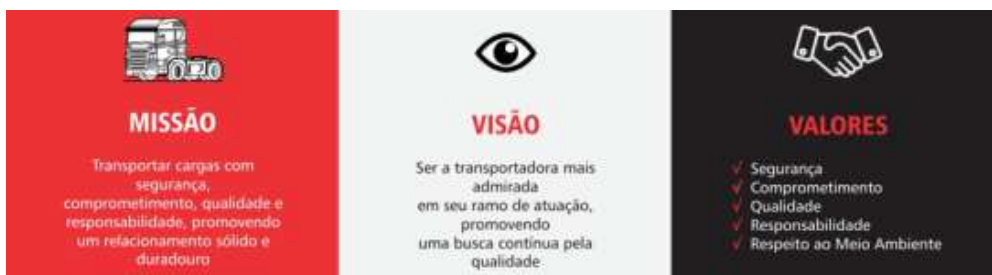 MISSÃO
Transportar cargas com
segurança,
comprometimento, qualidade e
responsabilidade, promovendo
um relacionamento sólido e
duradouro
VISÃO
Ser a transportadora mais
admirada
em seu ramo de atuação,
promovendo
uma busca continua pela
qualidade
VALORES
√ Segurança
√ Comprometimento
√ Qualidade
√ Responsabilidade
√ Respeito ao Meio Ambiente